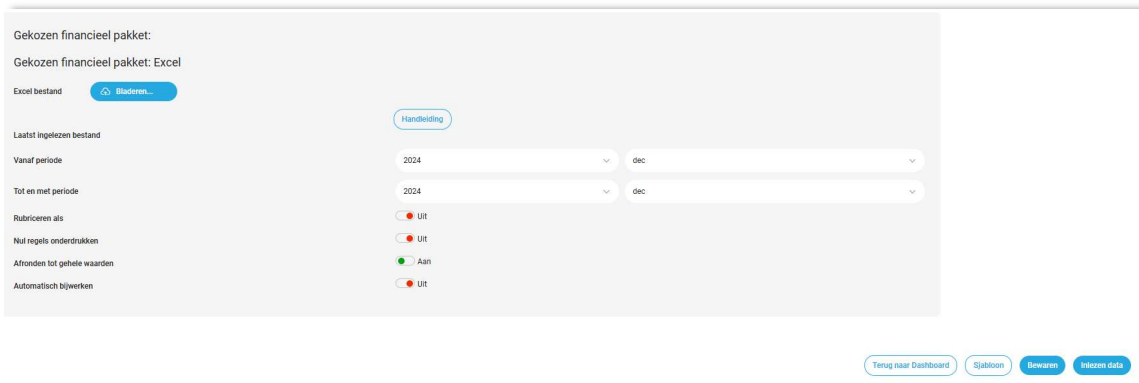 Gekozen financieel pakket:
Gekozen financieel pakket: Excel
Excel bestand Bladeren...
Handleiding
Laatst ingelezen bestand
Vanaf periode 2024 dec
Tot en met periode 2024 dec
Rubriceren als Uit
Nul regels onderdrukken Uit
Afronden tot gehele waarden Aan
Automatisch bijwerken Uit
Terug naar Dashboard Sjabloon Bewaren Inlezen data